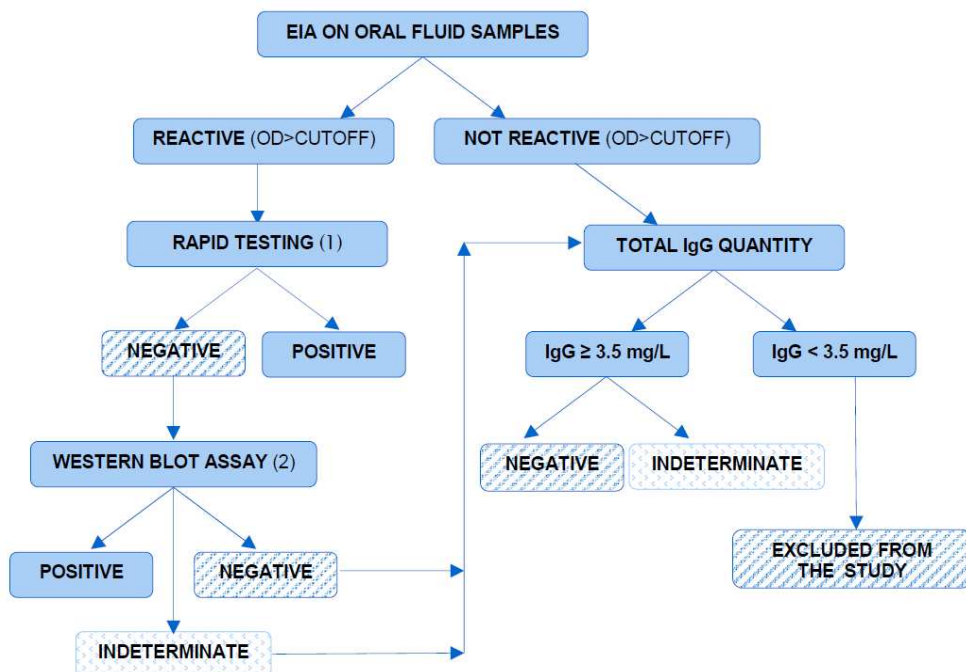 EIA ON ORAL FLUID SAMPLES
REACTIVE (OD>CUTOFF)
NOT REACTIVE (OD>CUTOFF)
RAPID TESTING (1)
TOTAL IgG QUANTITY
NEGATIVE
POSITIVE
IgG ≥ 3.5 mg/L
IgG < 3.5 mg/L
WESTERN BLOT ASSAY (2)
NEGATIVE
INDETERMINATE
POSITIVE
NEGATIVE
EXCLUDED FROM
THE STUDY
INDETERMINATE